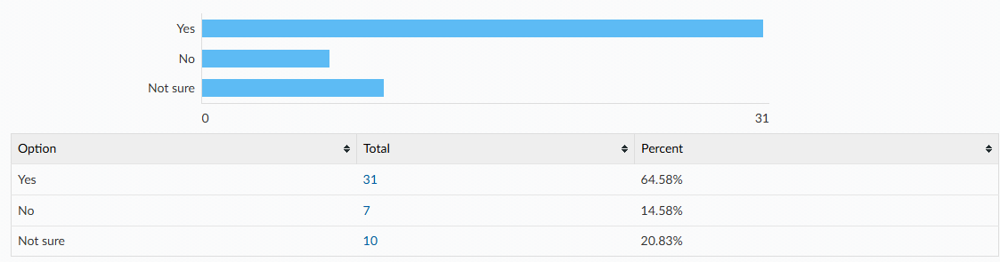 Yes
No
Not sure
0 31
Option Total Percent
Yes 31 64.58%
No 7 14.58%
Not sure 10 20.83%